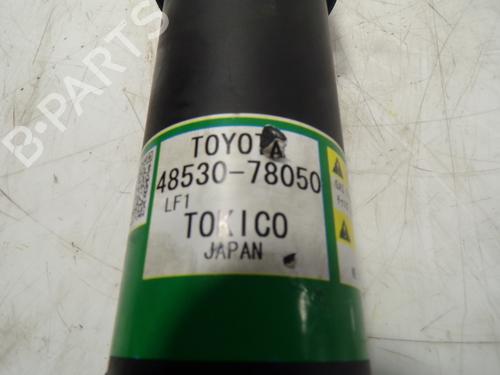 B-PARTS
TOYOTA
48530-78050
LF1
TOKICO
JAPAN